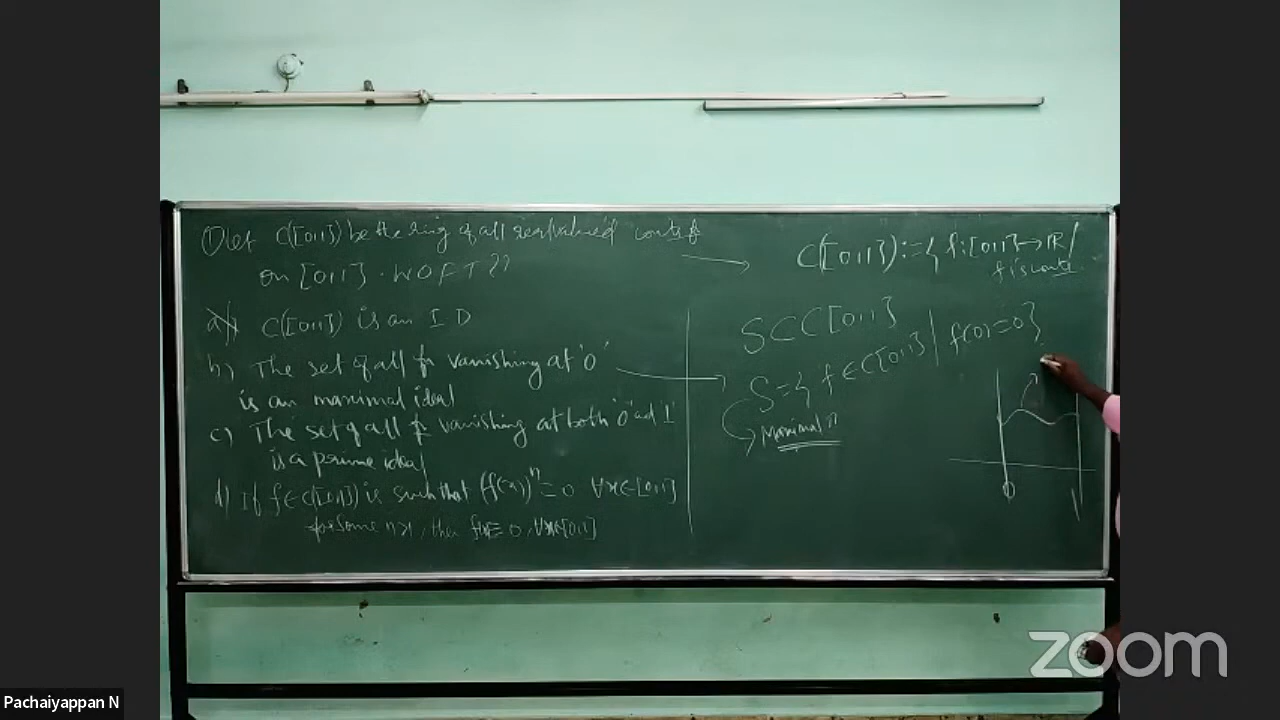 ① Let C([0,1]) be the ring of all real valued conts f
on [0,1]. WOFT??
a) C([0,1]) is an I D
b) The set of all f vanishing at '0'
is an maximal ideal
c) The set of all f vanishing at both '0' and '1'
is a prime ideal
d) If f∈C([0,1]) is such that (f(x))^n = 0 ∀x∈[0,1]
for some n>1, then f(x)=0, ∀x∈[0,1]
C([0,1]):={ f:[0,1]→ℝ/
f is conts
S⊂C[0,1]
S={ f∈C[0,1] | f(0)=0}
Maximal??
0
1
zoom
Pachaiyappan N